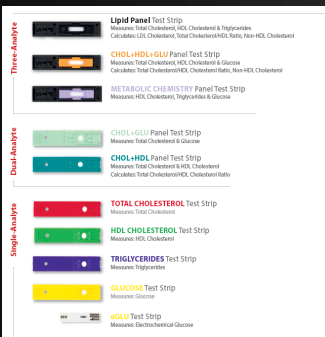 Three-Analyte
Lipid Panel Test Strip
Measures: Total Cholesterol, HDL Cholesterol & Triglycerides
Calculates: LDL Cholesterol, Total Cholesterol/HDL Ratio, Non-HDL Cholesterol
CHOL+HDL+GLU Panel Test Strip
Measures: Total Cholesterol, HDL Cholesterol & Glucose
Calculates: Total Cholesterol/HDL Cholesterol Ratio, Non-HDL Cholesterol
METABOLIC CHEMISTRY Panel Test Strip
Measures: HDL Cholesterol, Triglycerides & Glucose
Dual-Analyte
CHOL+GLU Panel Test Strip
Measures: Total Cholesterol & Glucose
CHOL+HDL Panel Test Strip
Measures: Total Cholesterol & HDL Cholesterol
Calculates: Total Cholesterol/HDL Cholesterol Ratio
Single-Analyte
TOTAL CHOLESTEROL Test Strip
Measures: Total Cholesterol
HDL CHOLESTEROL Test Strip
Measures: HDL Cholesterol
TRIGLYCERIDES Test Strip
Measures: Triglycerides
GLUCOSE Test Strip
Measures: Glucose
eGLU Test Strip
Measures: Electrochemical Glucose